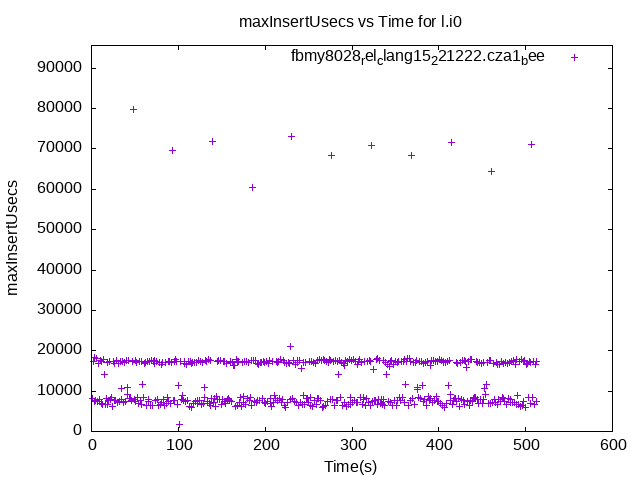 maxInsertUsecs vs Time for l.i0
fbmy8028relclang15221222.cza1bee
90000
80000
70000
60000
50000
40000
30000
20000
10000
0
maxInsertUsecs
0 100 200 300 400 500 600
Time(s)